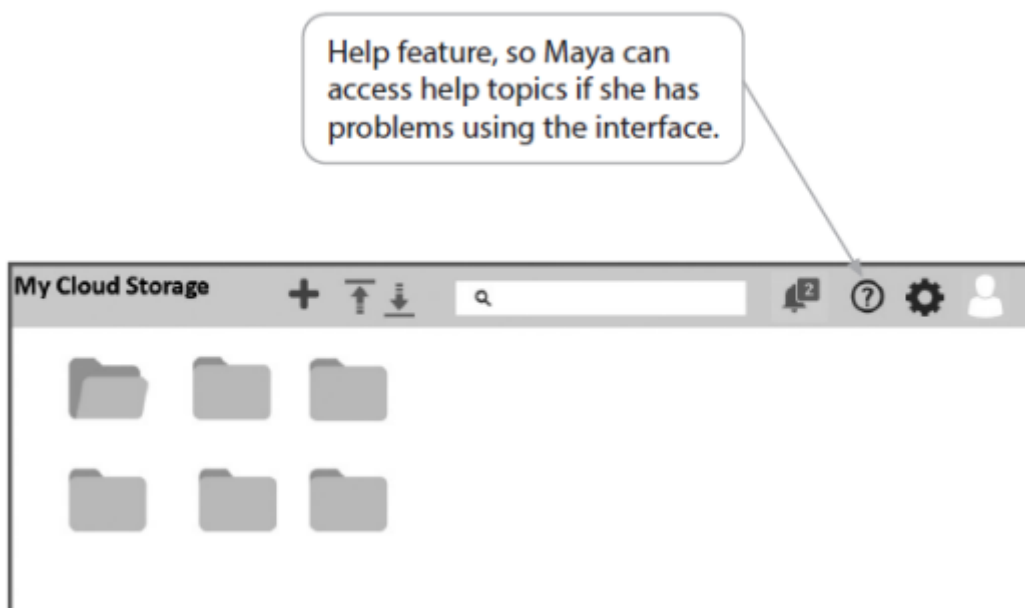 Help feature, so Maya can
access help topics if she has
problems using the interface.
My Cloud Storage
2
?